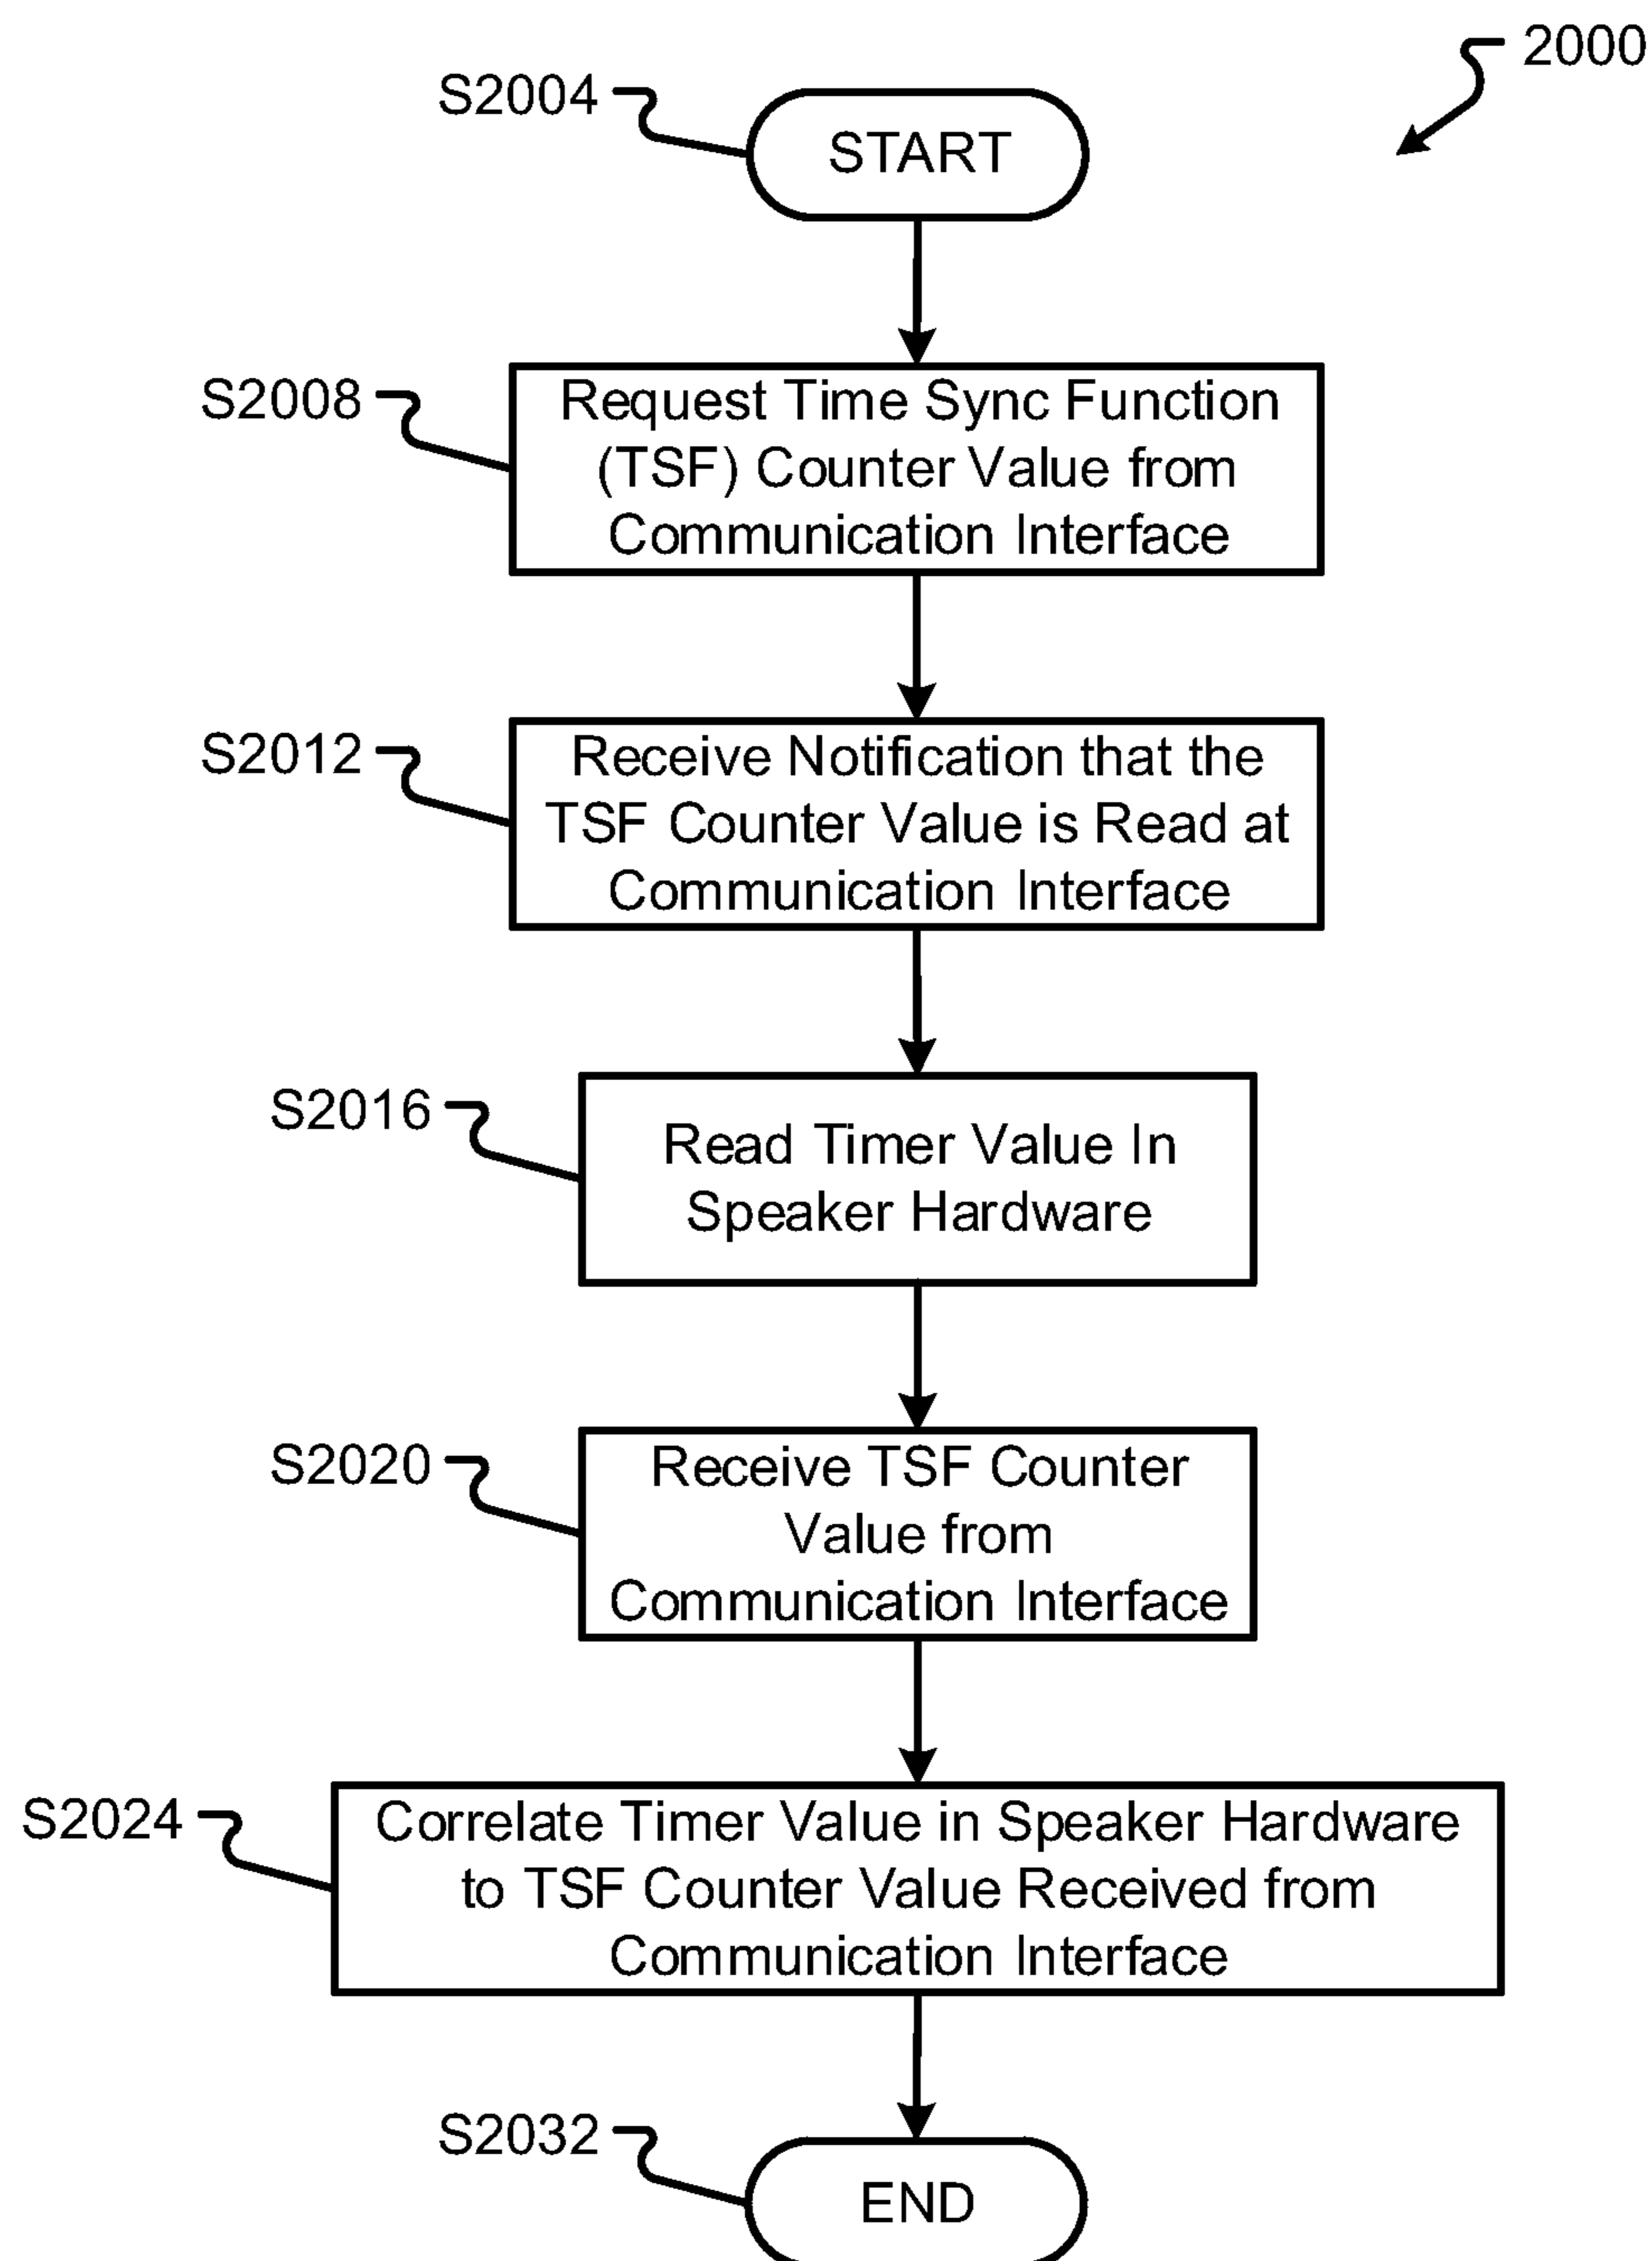 2000
S2004
START
S2008
Request Time Sync Function
(TSF) Counter Value from
Communication Interface
S2012
Receive Notification that the
TSF Counter Value is Read at
Communication Interface
S2016
Read Timer Value In
Speaker Hardware
S2020
Receive TSF Counter
Value from
Communication Interface
S2024
Correlate Timer Value in Speaker Hardware
to TSF Counter Value Received from
Communication Interface
S2032
END